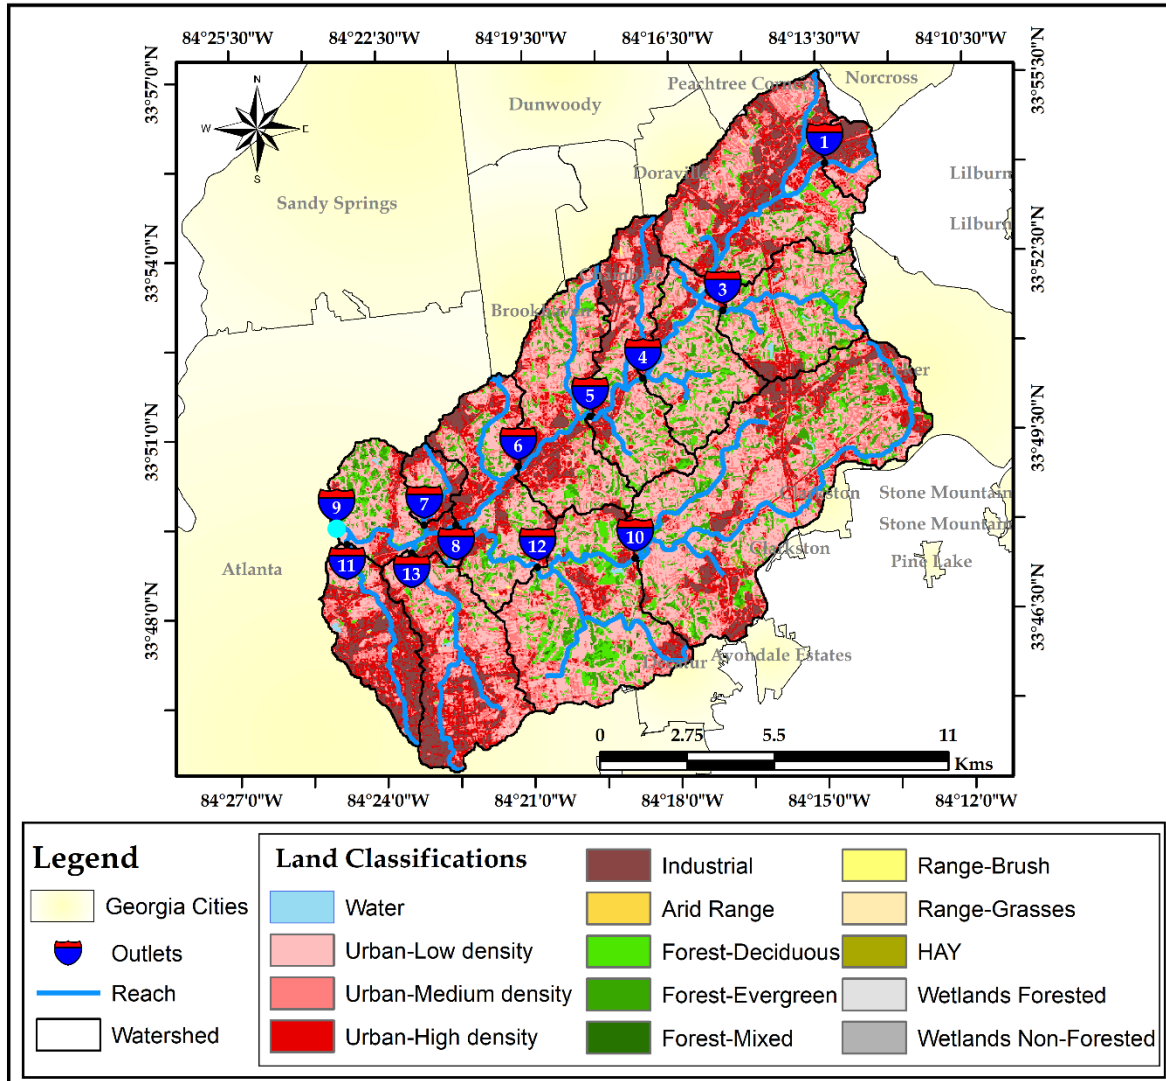 84°25'30"W 84°22'30"W 84°19'30"W 84°16'30"W 84°13'30"W 84°10'30"W
33°57'0"N
33°54'0"N
33°51'0"N
33°48'0"N
33°55'30"N
33°52'30"N
33°49'30"N
33°46'30"N
N
W E
S
Peachtree Corners
Norcross
Dunwoody
Doraville
Lilburn
Lilburn
Sandy Springs
Brookhaven
Tucker
Clarkston
Stone Mountain
Stone Mountain
Clarkston
Pine Lake
Atlanta
Avondale Estates
Decatur
1
3
4
5
6
7
9
8
12
10
11
13
0 2.75 5.5 11
Kms
84°27'0"W 84°24'0"W 84°21'0"W 84°18'0"W 84°15'0"W 84°12'0"W
Legend
Georgia Cities
Outlets
Reach
Watershed
Land Classifications
Water
Urban-Low density
Urban-Medium density
Urban-High density
Industrial
Arid Range
Forest-Deciduous
Forest-Evergreen
Forest-Mixed
Range-Brush
Range-Grasses
HAY
Wetlands Forested
Wetlands Non-Forested